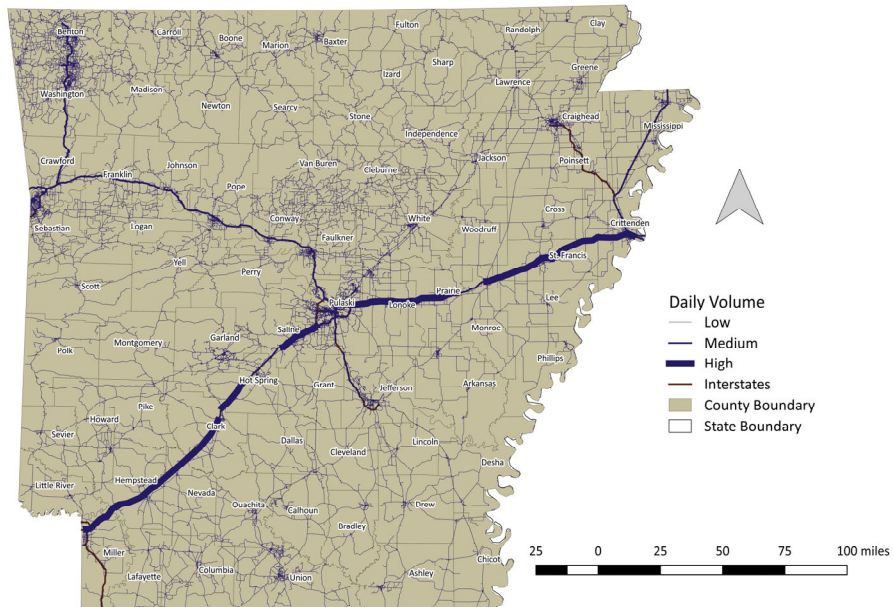 Fulton
Clay
Benton
Carroll
Boone
Marion
Baxter
Randolph
Sharp
Greene
Izard
Lawrence
Washington
Madison
Newton
Searcy
Stone
Craighead
Mississippi
Independence
Crawford
Johnson
Van Buren
Jackson
Poinsett
Franklin
Cleburne
Pope
Cross
Sebastian
Logan
Conway
White
Woodruff
Crittenden
Faulkner
St. Francis
Yell
Perry
Scott
Prairie
Lee
Pulaski
Lonoke
Daily Volume
Low
Medium
High
Interstates
County Boundary
State Boundary
Saline
Garland
Monroe
Polk
Montgomery
Phillips
Hot Spring
Grant
Jefferson
Arkansas
Pike
Howard
Clark
Sevier
Dallas
Lincoln
Cleveland
Desha
Little River
Hempstead
Nevada
Ouachita
Calhoun
Drew
Bradley
Miller
Chicot
Lafayette
Columbia
Union
Ashley
25 0 25 50 75 100 miles